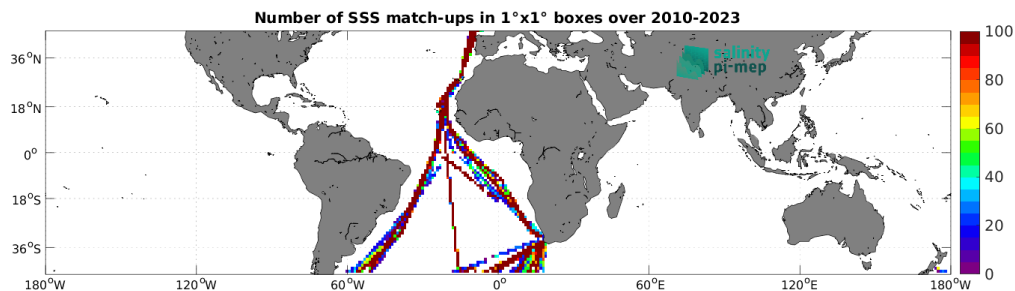 Number of SSS match-ups in 1°x1° boxes over 2010-2023
salinity
pi-mep
36°N
18°N
0°
18°S
36°S
180°W
120°W
60°W
0°
60°E
120°E
180°W
100
80
60
40
20
0